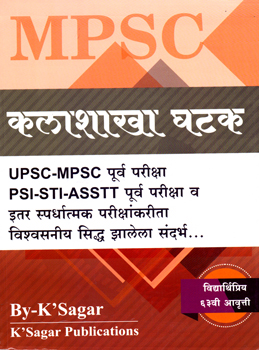 MPSC
कलाशाखा घटक
UPSC-MPSC पूर्व परीक्षा
PSI-STI-ASSTT पूर्व परीक्षा व
इतर स्पर्धात्मक परीक्षांकरीता
विश्वसनीय सिद्ध झालेला संदर्भ...
विद्यार्थिप्रिय
६३वी आवृत्ती
By-K'Sagar
K'Sagar Publications